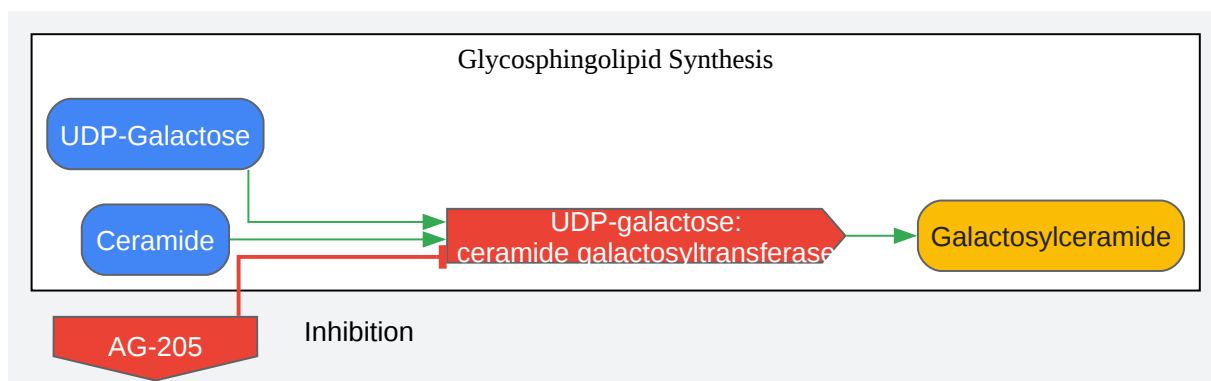 Glycosphingolipid Synthesis
UDP-Galactose
Ceramide
UDP-galactose:
ceramide galactosyltransferase
Galactosylceramide
AG-205
Inhibition